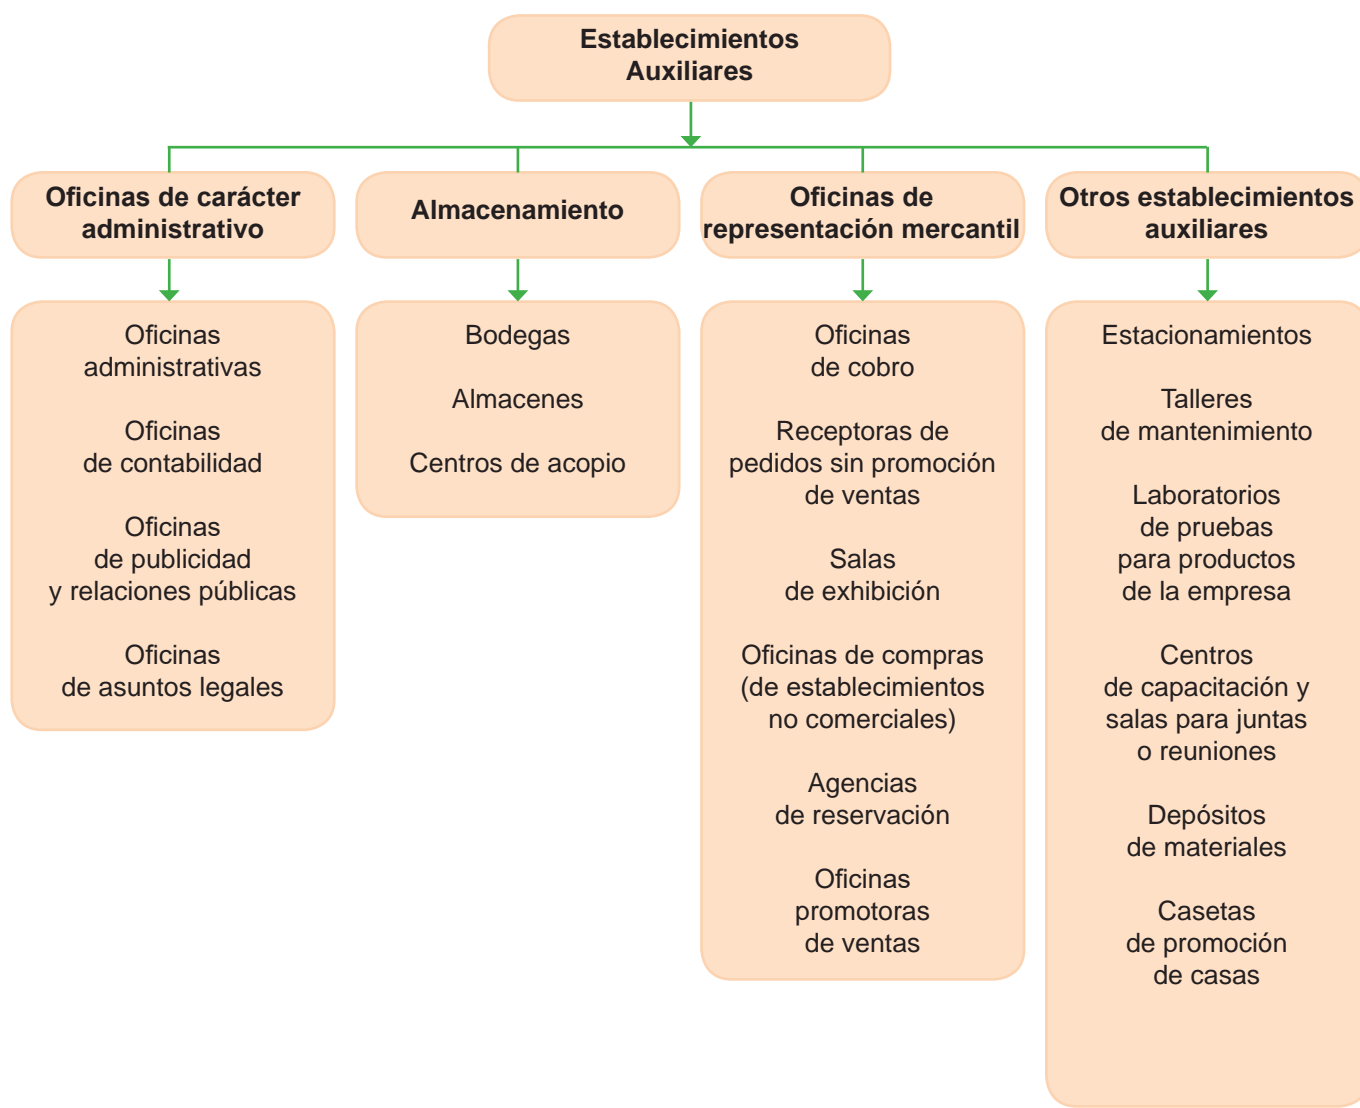 Establecimientos
Auxiliares
Oficinas de carácter
administrativo
Almacenamiento
Oficinas de
representación mercantil
Otros establecimientos
auxiliares
Oficinas
administrativas
Oficinas
de contabilidad
Oficinas
de publicidad
y relaciones públicas
Oficinas
de asuntos legales
Bodegas
Almacenes
Centros de acopio
Oficinas
de cobro
Receptoras de
pedidos sin promoción
de ventas
Salas
de exhibición
Oficinas de compras
(de establecimientos
no comerciales)
Agencias
de reservación
Oficinas
promotoras
de ventas
Estacionamientos
Talleres
de mantenimiento
Laboratorios
de pruebas
para productos
de la empresa
Centros
de capacitación y
salas para juntas
o reuniones
Depósitos
de materiales
Casetas
de promoción
de casas